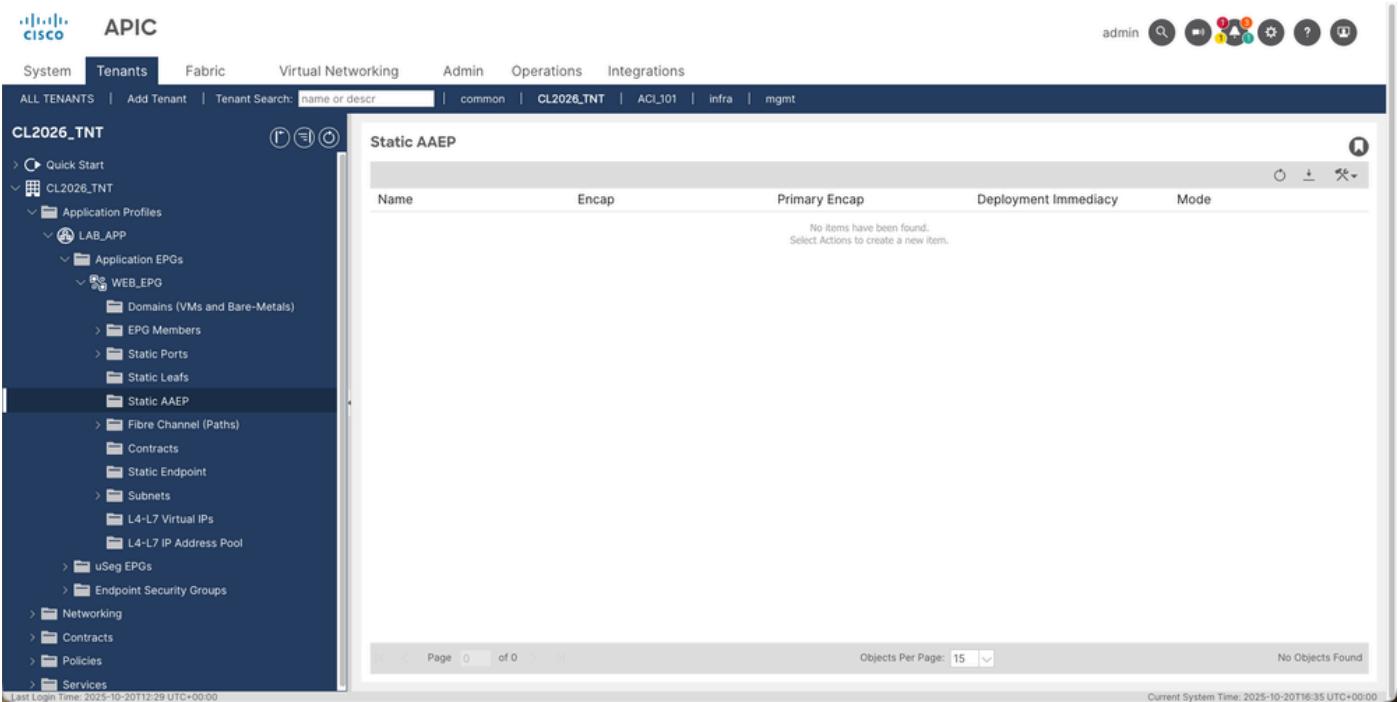 CISCO
APIC
admin
1
3
1
1
System Tenants Fabric Virtual Networking Admin Operations Integrations
ALL TENANTS | Add Tenant | Tenant Search: name or descr | common | CL2026_TNT | ACI_101 | infra | mgmt
CL2026_TNT
Quick Start
CL2026_TNT
Application Profiles
LAB_APP
Application EPGs
WEB_EPG
Domains (VMs and Bare-Metals)
EPG Members
Static Ports
Static Leafs
Static AAEP
Fibre Channel (Paths)
Contracts
Static Endpoint
Subnets
L4-L7 Virtual IPs
L4-L7 IP Address Pool
uSeg EPGs
Endpoint Security Groups
Networking
Contracts
Policies
Services
Static AAEP
Name Encap Primary Encap Deployment Immediacy Mode
No items have been found.
Select Actions to create a new item.
Page 0 of 0 Objects Per Page: 15 No Objects Found
Last Login Time: 2025-10-20T12:29 UTC+00:00
Current System Time: 2025-10-20T16:35 UTC+00:00